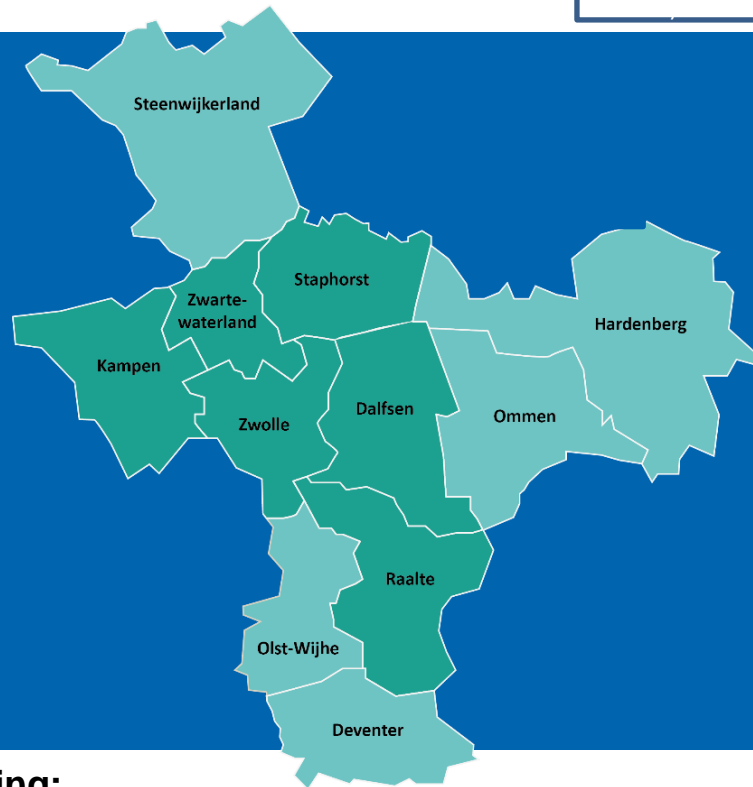 Steenwijkerland
Staphorst
Zwarte-
waterland
Hardenberg
Kampen
Dalfsen
Ommen
Zwolle
Raalte
Olst-Wijhe
Deventer